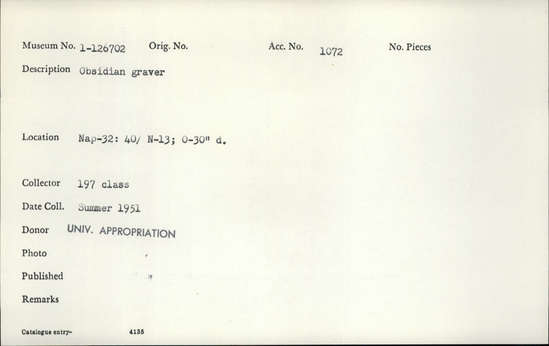 Museum No. 1-126702 Orig. No. Acc. No. 1072 No. Pieces
Description Obsidian graver
Location Nap-32: 40/ N-13; 0-30" d.
Collector 197 class
Date Coll. Summer 1951
Donor UNIV. APPROPRIATION
Photo
Published
Remarks
Catalogue entry- 4135